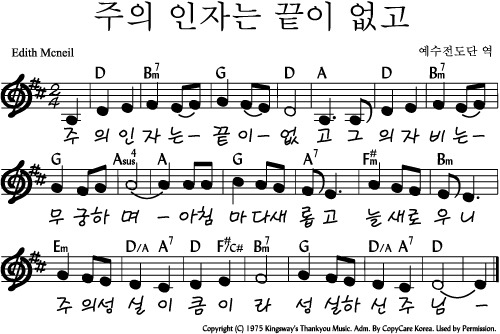 주의 인자는 끝이 없고
Edith Mcneil
예수전도단 역
D Bm7 G D A D Bm7
2/4
주 의 인 자 는- 끝 이- 없 고 그 의 자 비 는-
G Asus4 A G A7 F#m Bm
무 궁하 며 -아침 마 다새 롭 고 늘 새로 우 니
Em D/A A7 D F#/C# Bm7 G D/A A7 D
주 의성 실 이 큼 이 라 성 실하 신 주 님-
Copyright (C) 1975 Kingsway's Thankyou Music. Adm. By CopyCare Korea. Used by Permission.